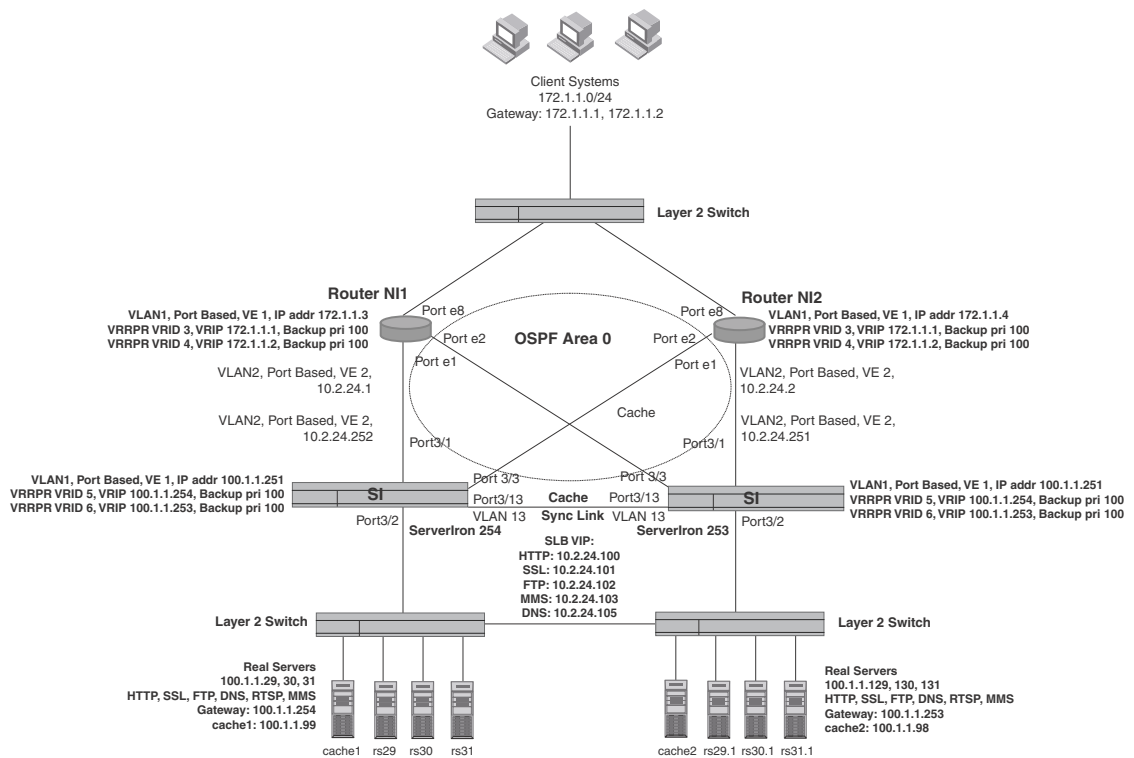 Client Systems
172.1.1.0/24
Gateway: 172.1.1.1, 172.1.1.2
Layer 2 Switch
Router NI1
VLAN1, Port Based, VE 1, IP addr 172.1.1.3
VRRPR VRID 3, VRIP 172.1.1.1, Backup pri 100
VRRPR VRID 4, VRIP 172.1.1.2, Backup pri 100
Router NI2
VLAN1, Port Based, VE 1, IP addr 172.1.1.4
VRRPR VRID 3, VRIP 172.1.1.1, Backup pri 100
VRRPR VRID 4, VRIP 172.1.1.2, Backup pri 100
Port e8
Port e2
Port e1
OSPF Area 0
Port e8
Port e2
Port e1
VLAN2, Port Based, VE 2,
10.2.24.1
VLAN2, Port Based, VE 2,
10.2.24.252
VLAN2, Port Based, VE 2,
10.2.24.2
VLAN2, Port Based, VE 2,
10.2.24.251
Cache
Port3/1
Port3/1
Port 3/3
Port 3/3
VLAN1, Port Based, VE 1, IP addr 100.1.1.251
VRRPR VRID 5, VRIP 100.1.1.254, Backup pri 100
VRRPR VRID 6, VRIP 100.1.1.253, Backup pri 100
SI
Port3/13
VLAN 13
Cache
Sync Link
Port3/13
VLAN 13
SI
VLAN1, Port Based, VE 1, IP addr 100.1.1.251
VRRPR VRID 5, VRIP 100.1.1.254, Backup pri 100
VRRPR VRID 6, VRIP 100.1.1.253, Backup pri 100
Port3/2
ServerIron 254
ServerIron 253
Port3/2
SLB VIP:
HTTP: 10.2.24.100
SSL: 10.2.24.101
FTP: 10.2.24.102
MMS: 10.2.24.103
DNS: 10.2.24.105
Layer 2 Switch
Layer 2 Switch
Real Servers
100.1.1.29, 30, 31
HTTP, SSL, FTP, DNS, RTSP, MMS
Gateway: 100.1.1.254
cache1: 100.1.1.99
Real Servers
100.1.1.129, 130, 131
HTTP, SSL, FTP, DNS, RTSP, MMS
Gateway: 100.1.1.253
cache2: 100.1.1.98
cache1 rs29 rs30 rs31
cache2 rs29.1 rs30.1 rs31.1